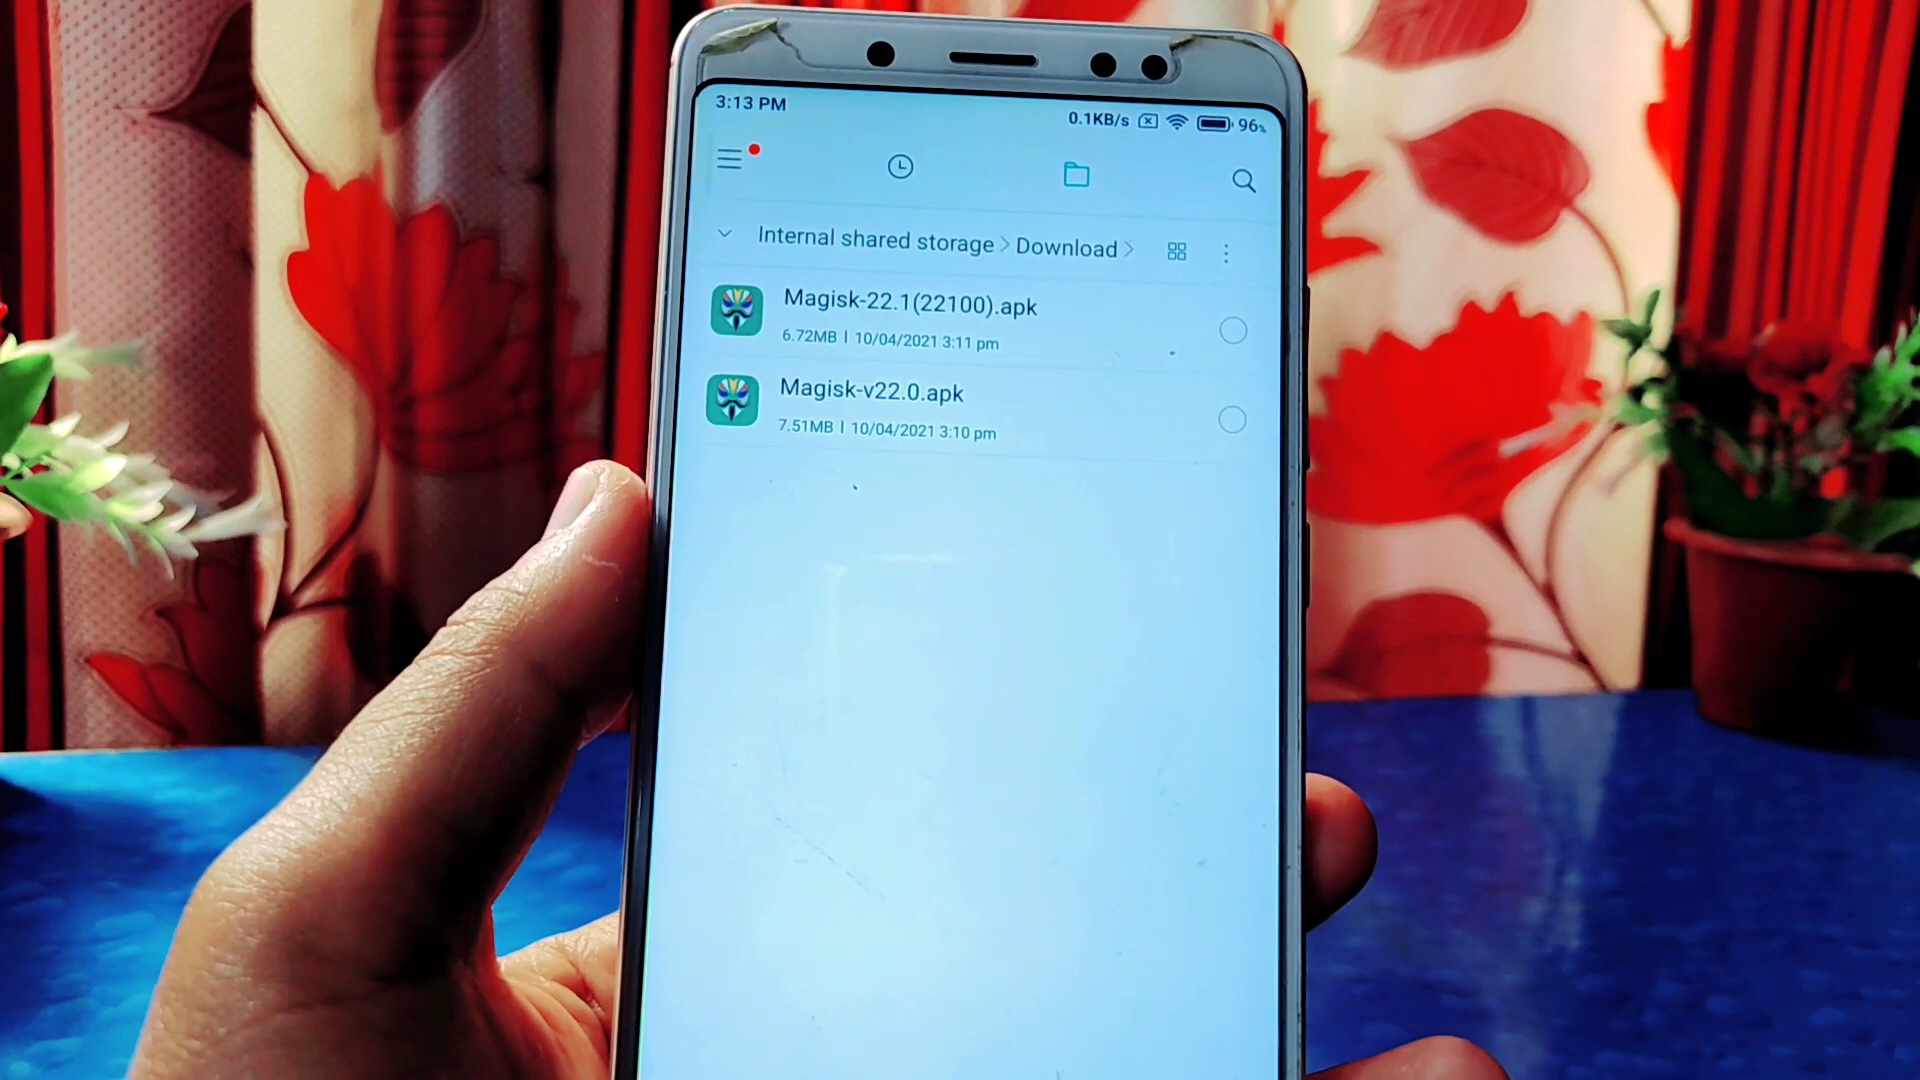 3:13 PM
0.1KB/s 96%
Internal shared storage > Download >
Magisk-22.1(22100).apk
6.72MB | 10/04/2021 3:11 pm
Magisk-v22.0.apk
7.51MB | 10/04/2021 3:10 pm